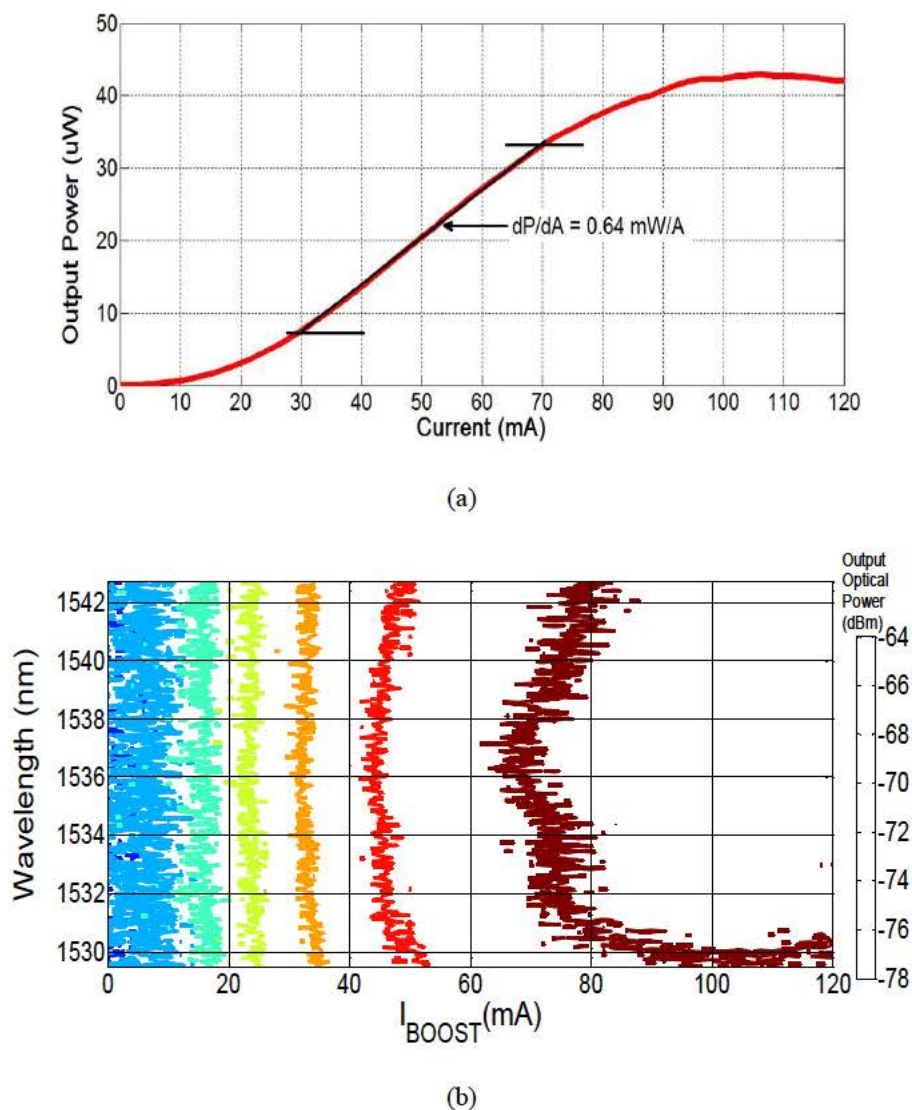 50
40
30
20
10
0
Output Power (uW)
dP/dA = 0.64 mW/A
0 10 20 30 40 50 60 70 80 90 100 110 120
Current (mA)
(a)
Output
Optical
Power
(dBm)
1542
1540
1538
1536
1534
1532
1530
Wavelength (nm)
-64
-66
-68
-69
-70
-72
-74
-76
-78
0 20 40 60 80 100 120
I_BOOST(mA)
(b)